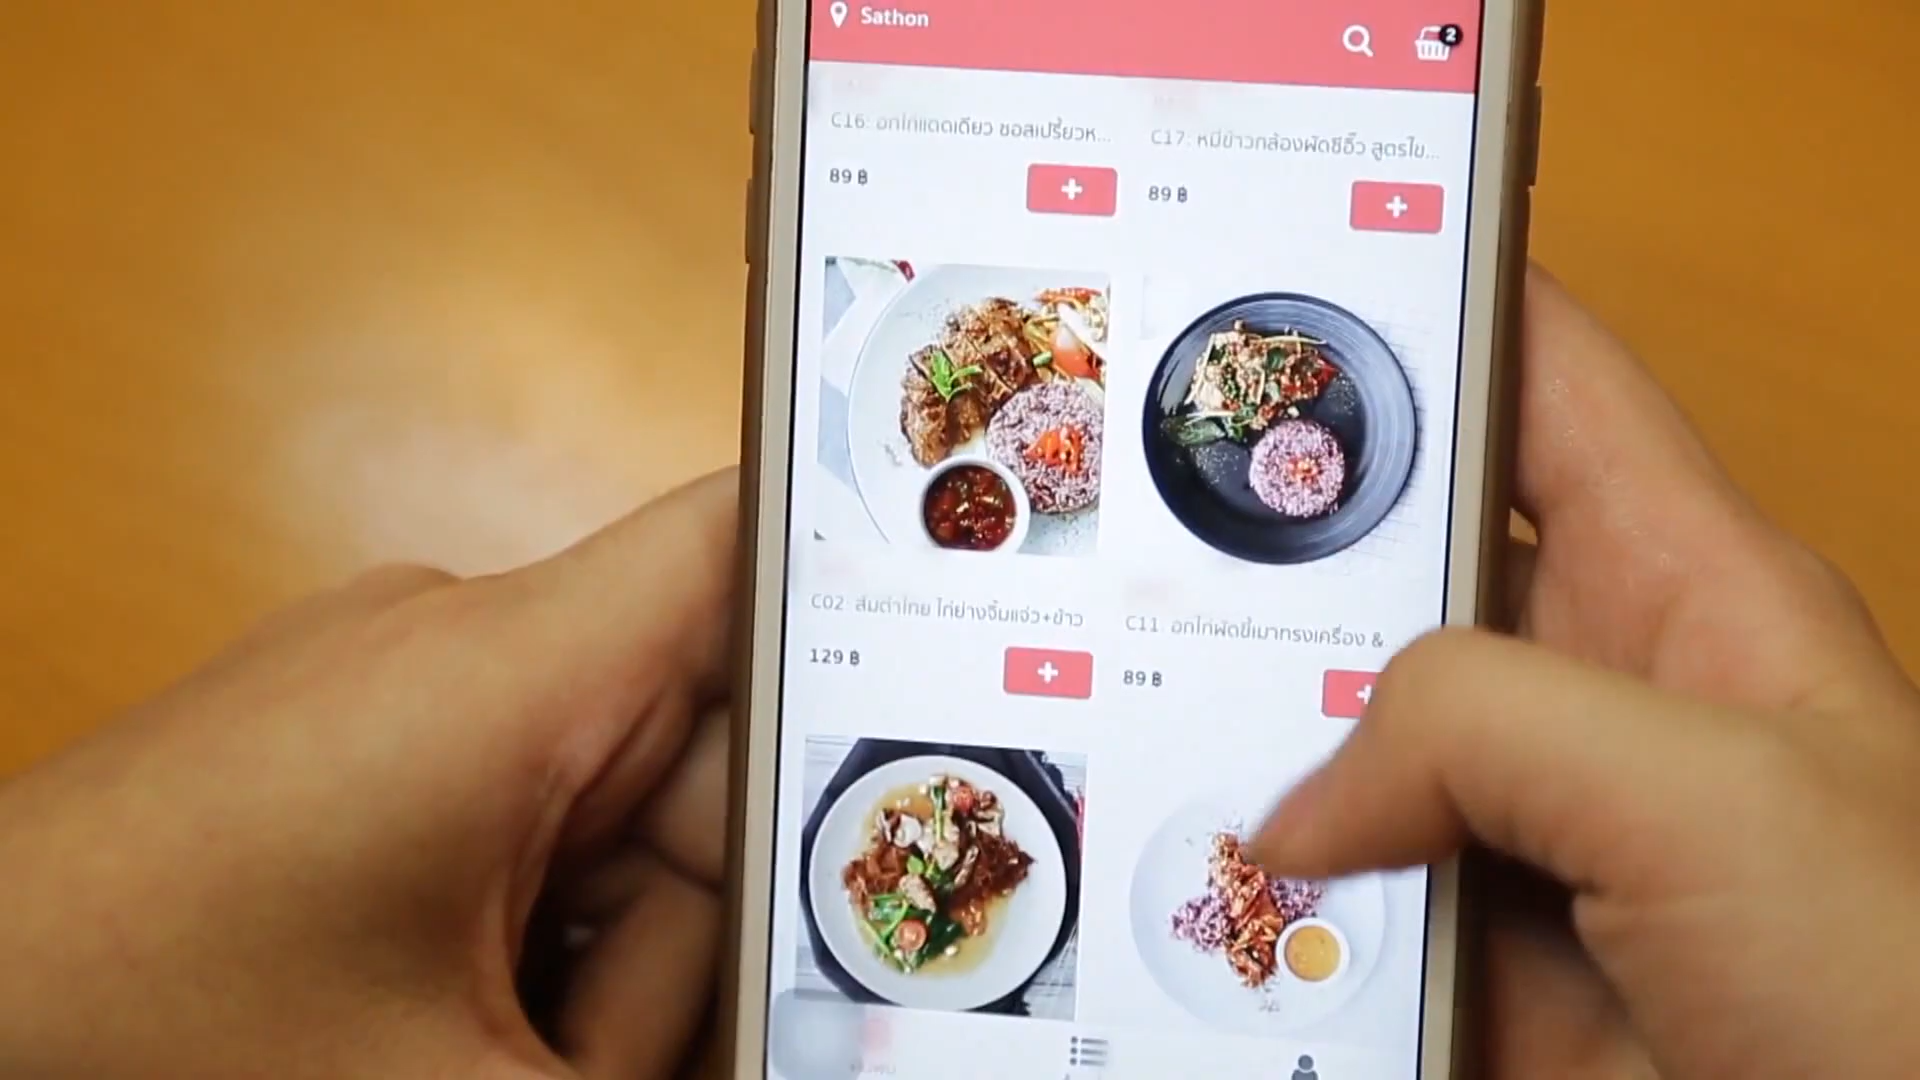 Sathon
2
C16: อกไก่แดดเดียว ซอสเปรี้ยวห...
C17: หมี่ข้าวกล้องผัดซีอิ๊ว สูตรไข...
89 ฿
89 ฿
C02: ส้มตำไทย ไก่ย่างจิ้มแจ่ว+ข้าว
C11: อกไก่ผัดขี้เมาทรงเครื่อง &
129 ฿
89 ฿